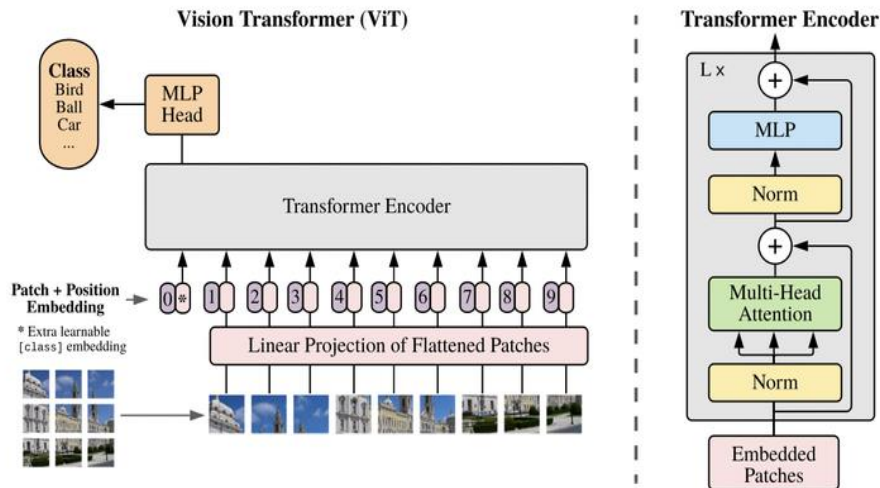 Vision Transformer (ViT)
Class
Bird
Ball
Car
...
MLP
Head
Transformer Encoder
Patch + Position
Embedding
0 * 1 2 3 4 5 6 7 8 9
* Extra learnable
[class] embedding
Linear Projection of Flattened Patches
Transformer Encoder
L ×
+
MLP
Norm
+
Multi-Head
Attention
Norm
Embedded
Patches